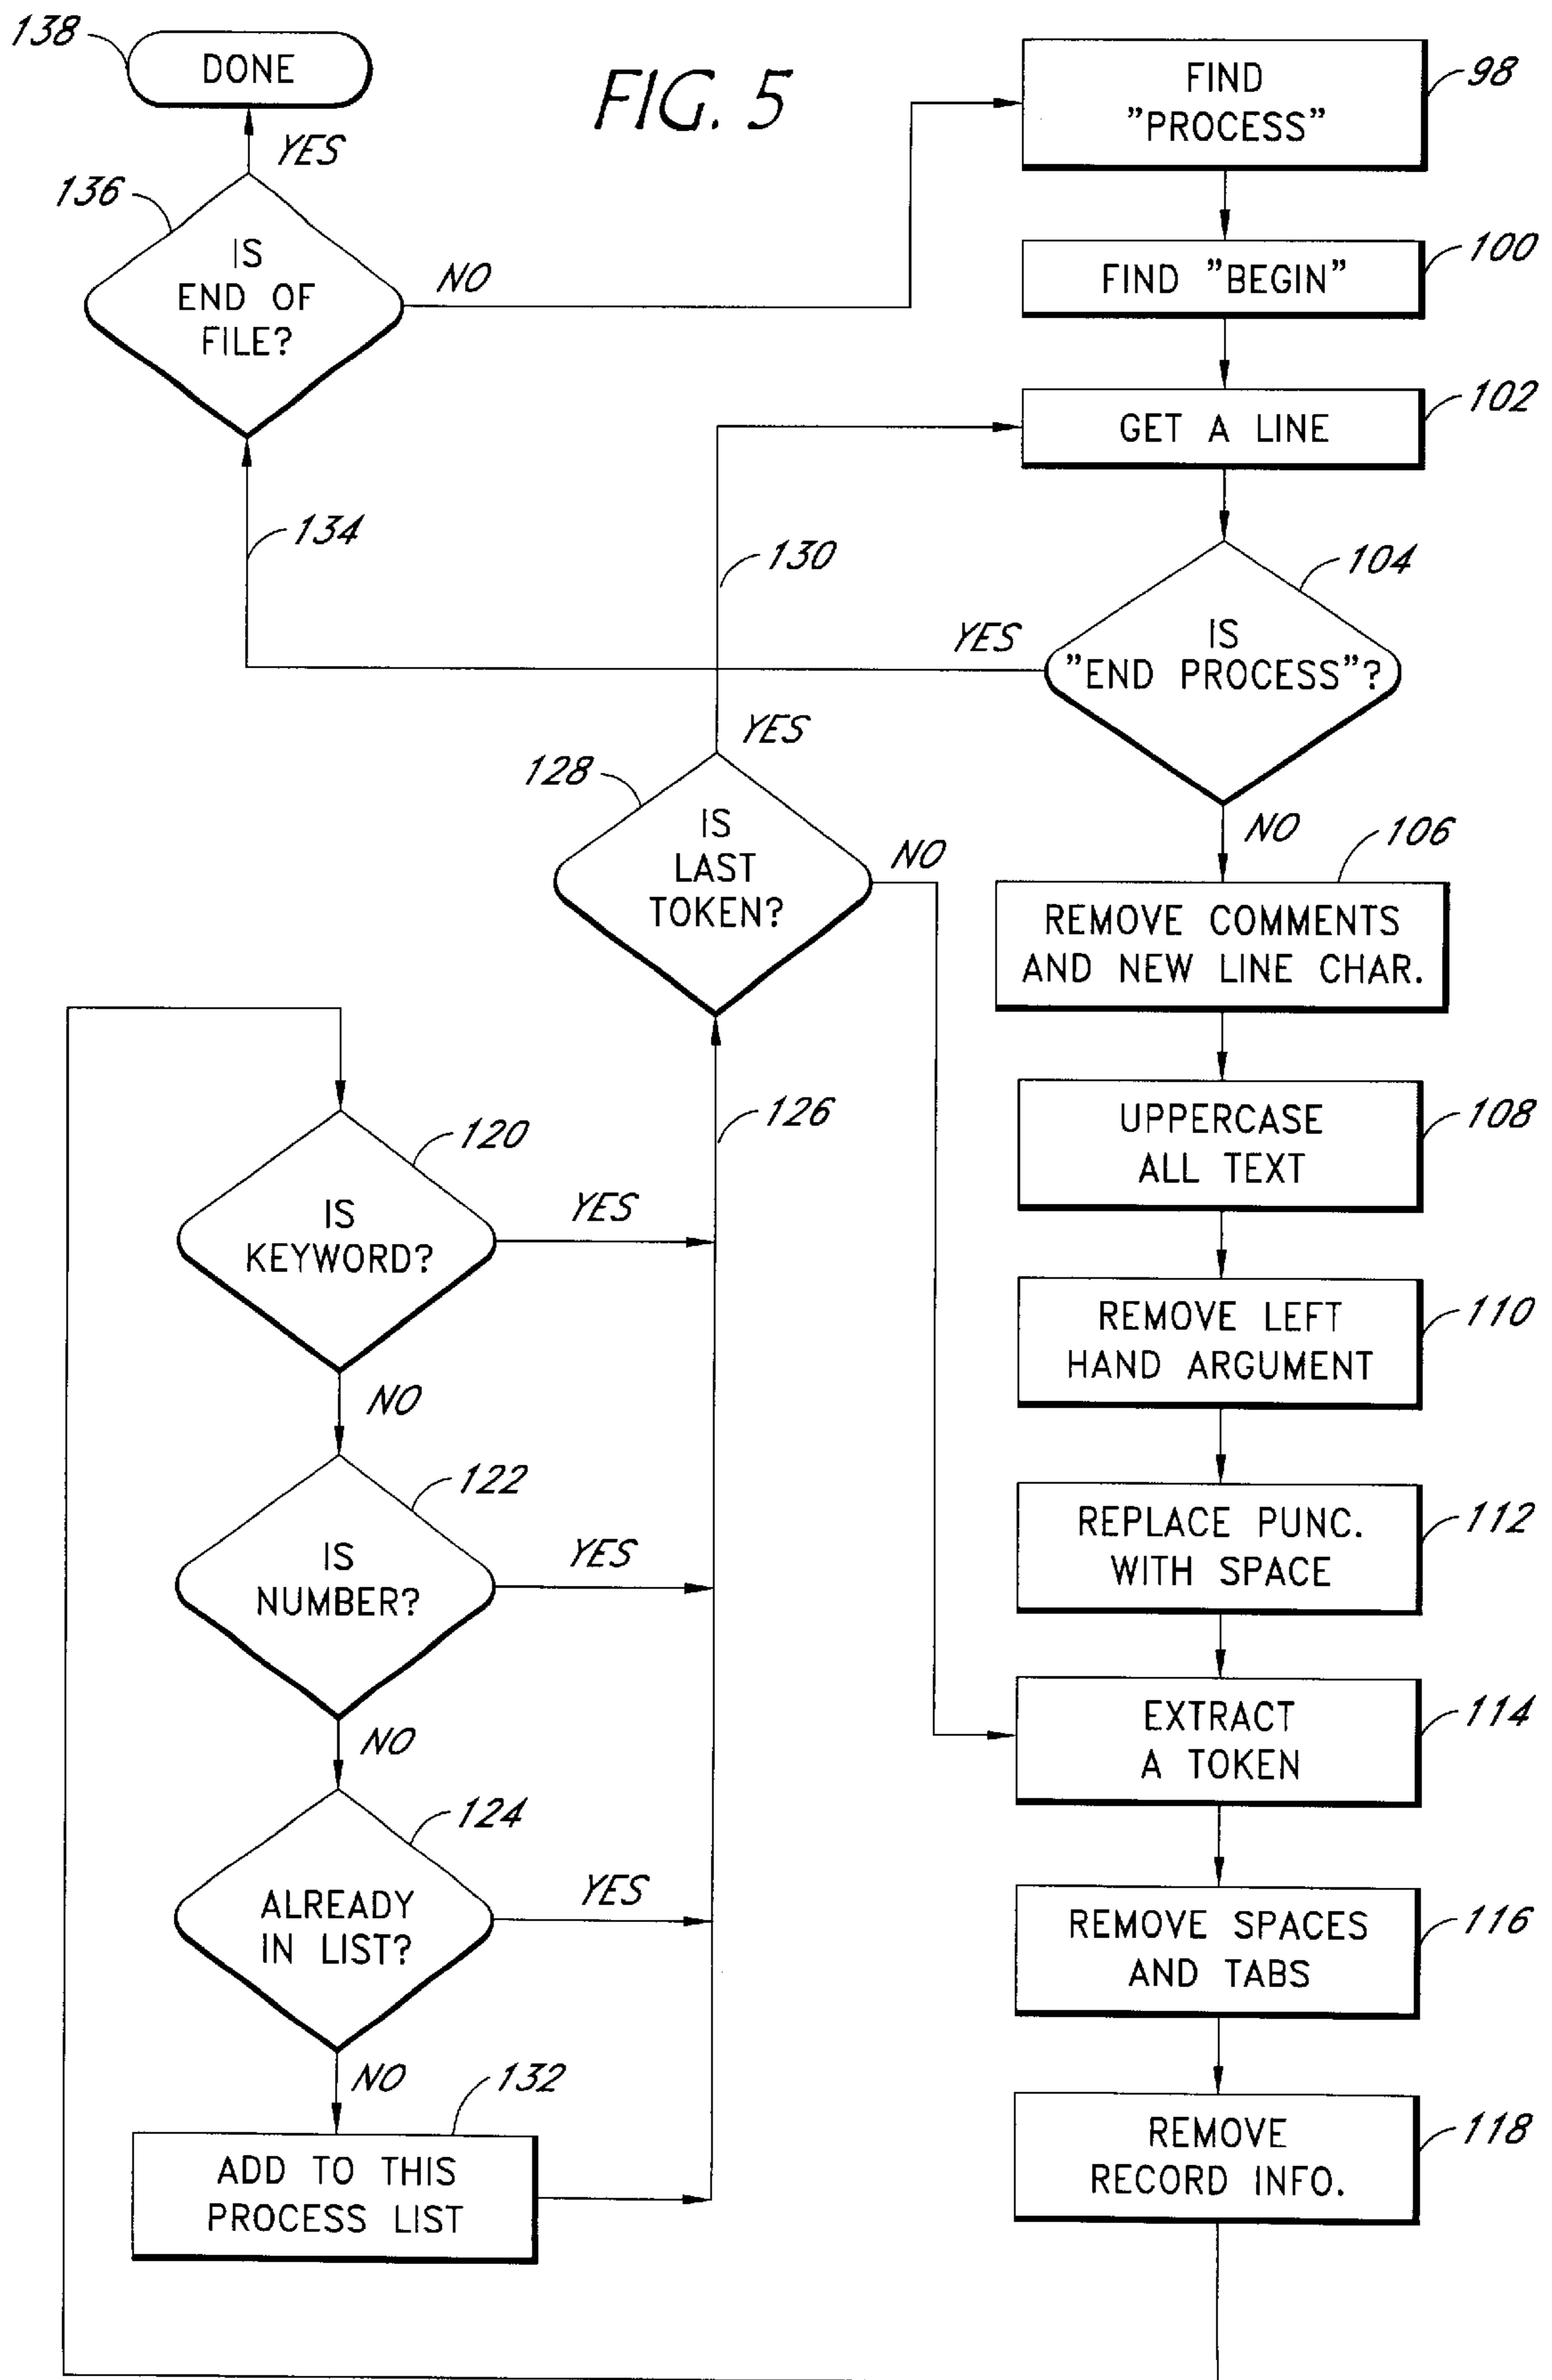 138
DONE
FIG. 5
FIND
"PROCESS"
98
YES
136
IS
END OF
FILE?
NO
FIND "BEGIN"
100
GET A LINE
102
134
130
104
IS
"END PROCESS"?
YES
YES
128
IS
LAST
TOKEN?
NO
NO
106
REMOVE COMMENTS
AND NEW LINE CHAR.
126
UPPERCASE
ALL TEXT
108
120
IS
KEYWORD?
YES
NO
REMOVE LEFT
HAND ARGUMENT
110
122
IS
NUMBER?
YES
NO
REPLACE PUNC.
WITH SPACE
112
EXTRACT
A TOKEN
114
124
ALREADY
IN LIST?
YES
NO
REMOVE SPACES
AND TABS
116
132
ADD TO THIS
PROCESS LIST
REMOVE
RECORD INFO.
118